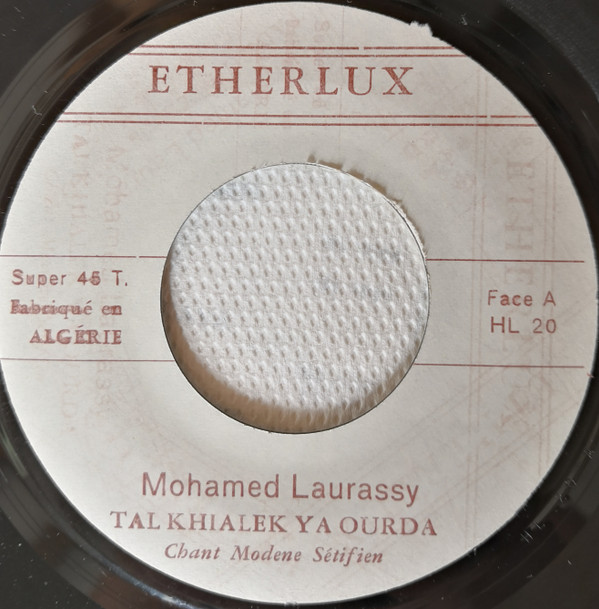 ETHERLUX
Super 45 T.
Fabriqué en
ALGÉRIE
Face A
HL 20
Mohamed Laurassy
TAL KHIALEK YA OURDA
Chant Modene Sétifien